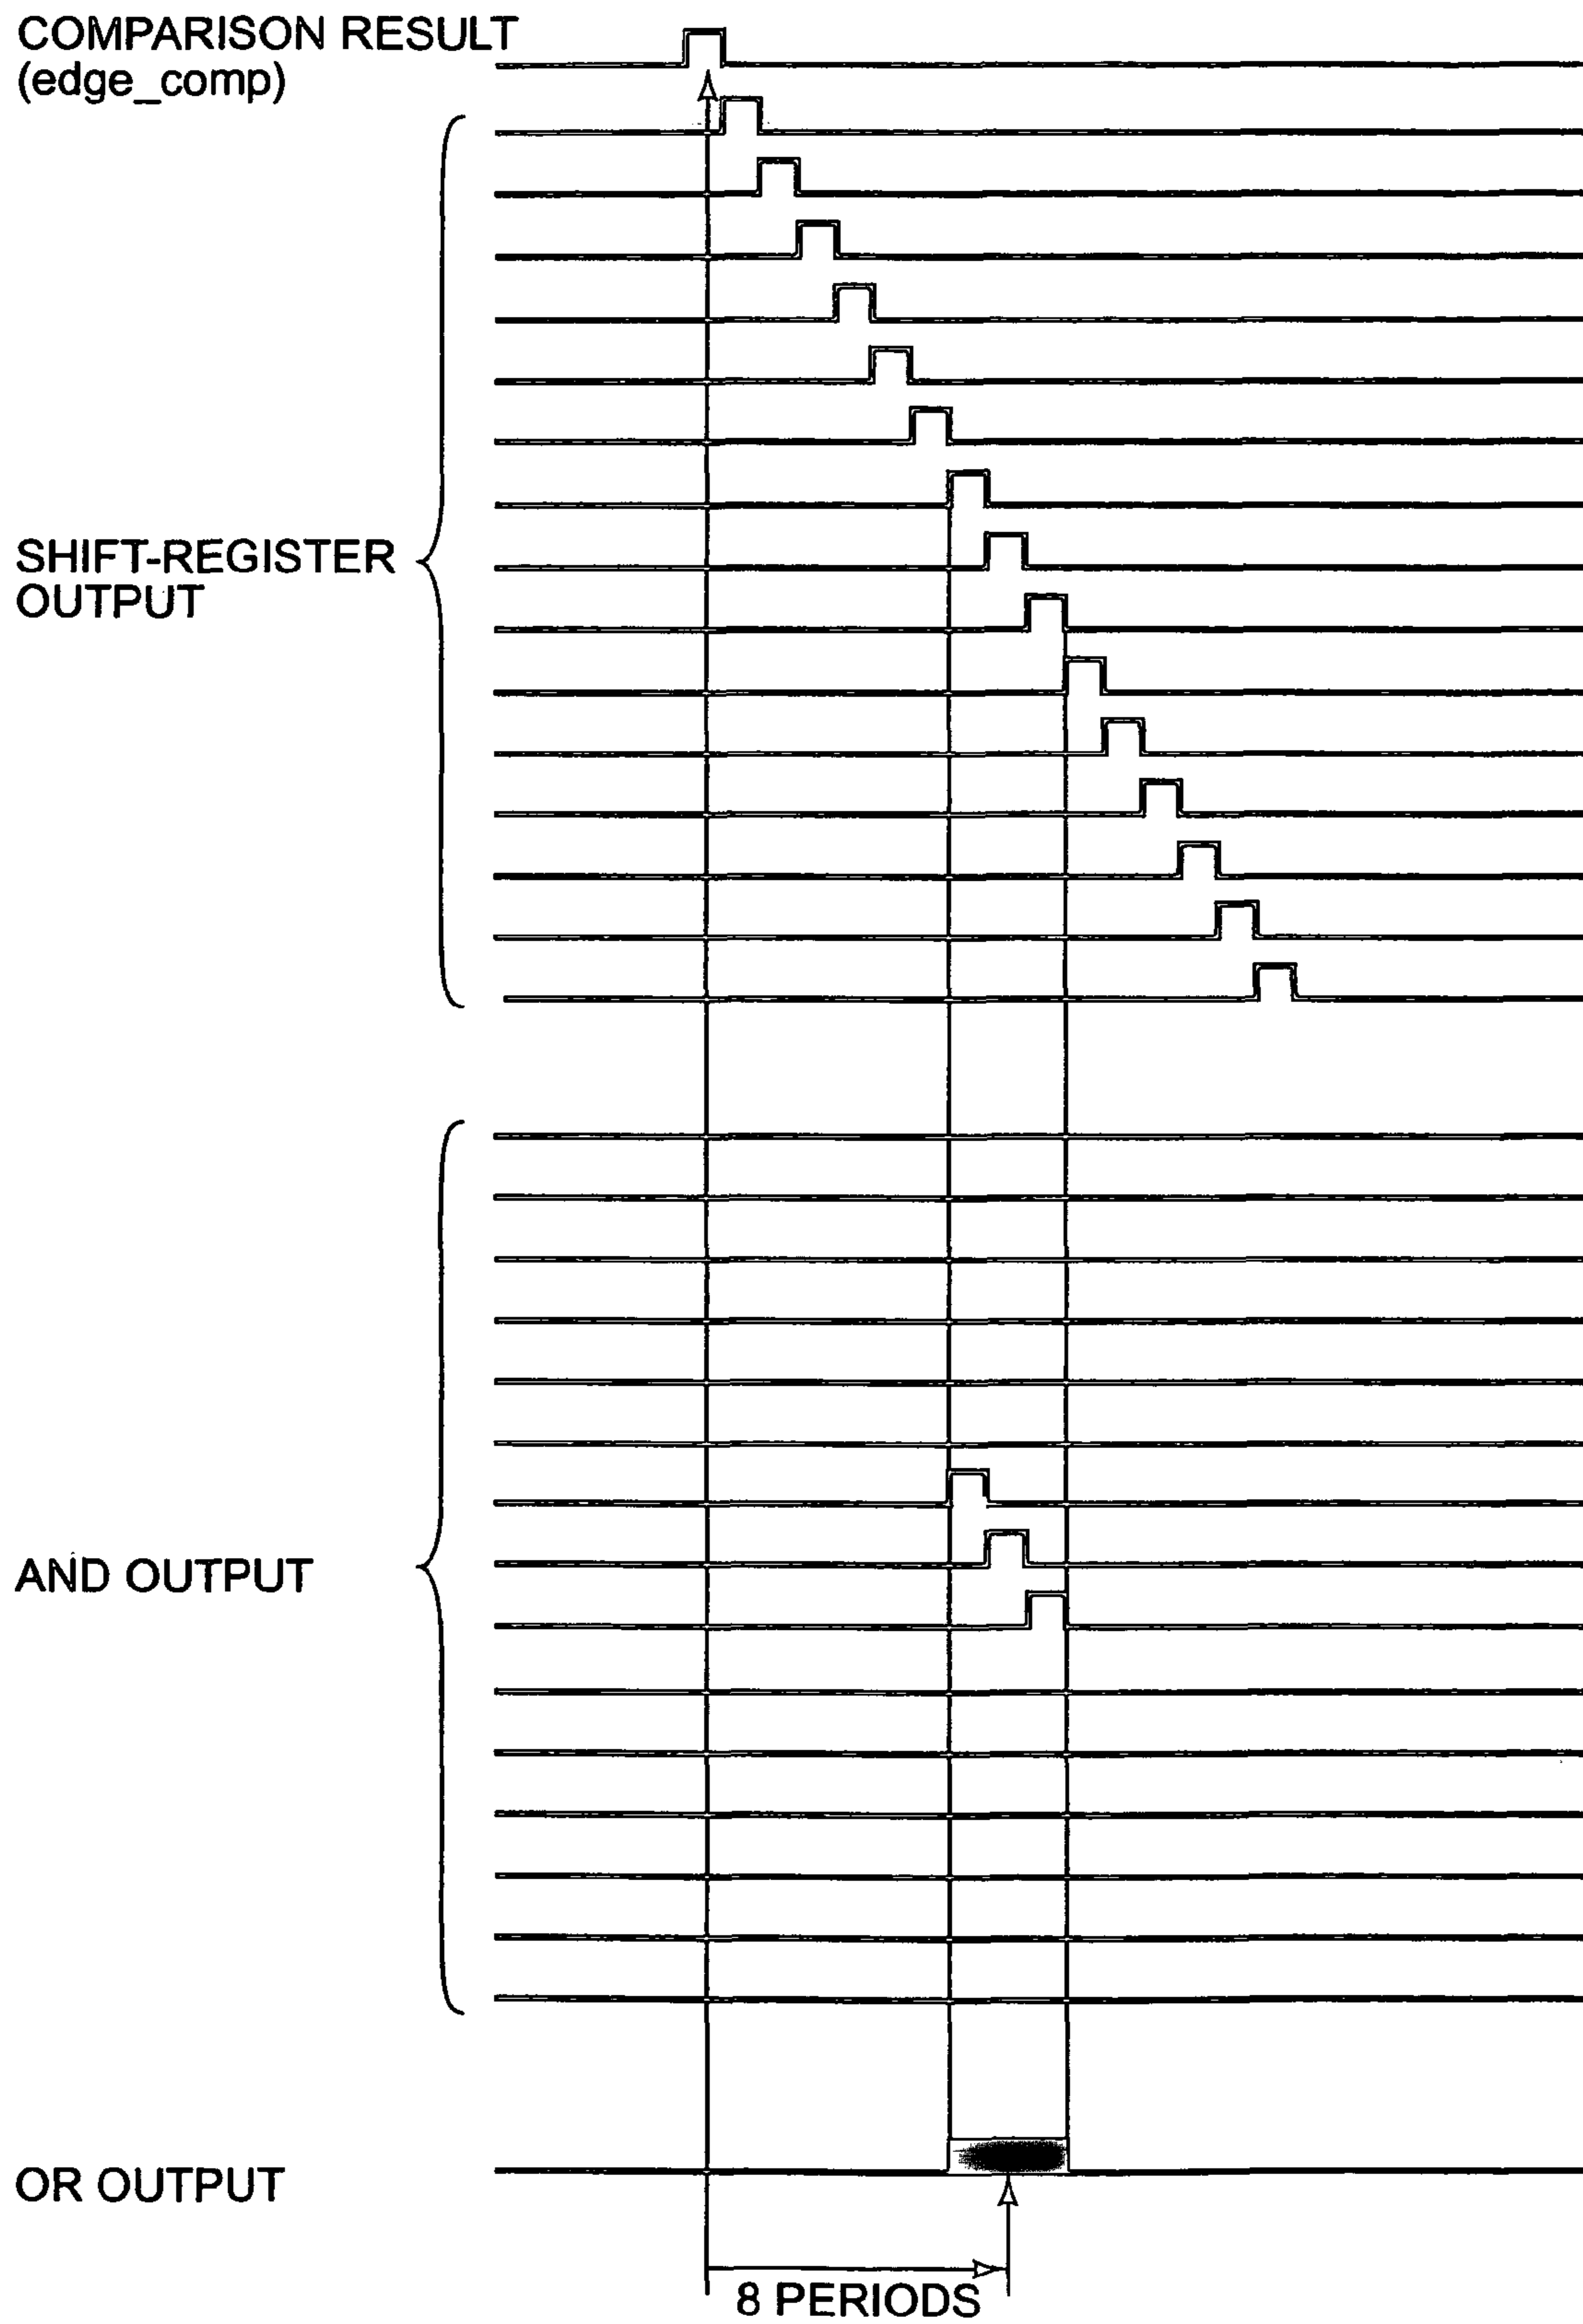 COMPARISON RESULT
(edge_comp)
SHIFT-REGISTER
OUTPUT
AND OUTPUT
OR OUTPUT
8 PERIODS